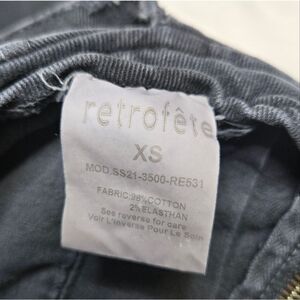 retrofête
XS
MOD.SS21-3500-RE531
FABRIC:98%COTTON
2%ELASTHAN
See reverse for care
Voir L'inverse Pour Le Soin